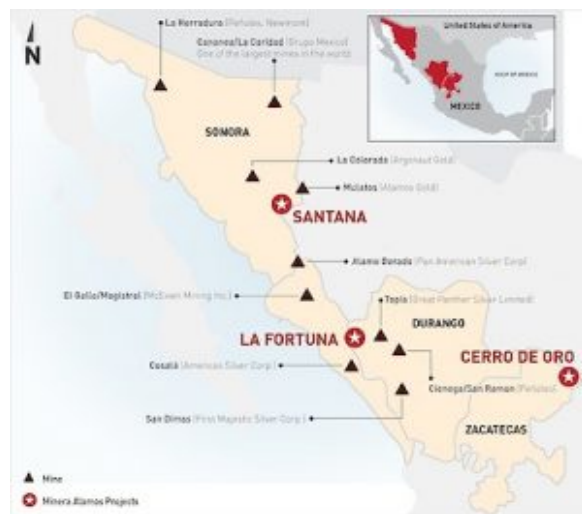 N
La Herradura (Peñoles, Newmont)
Cananea/La Caridad (Grupo Mexico)
One of the largest mines in the world.
United States of America
GULF OF MEXICO
MEXICO
SONORA
La Colorada (Argonaut Gold)
Mulatos (Alamos Gold)
SANTANA
Alamo Dorado (Pan American Silver Corp)
El Gallo/Magistral (McEwen Mining Inc.)
Topia (Great Panther Silver Limited)
DURANGO
LA FORTUNA
CERRO DE ORO
Cosalá (Americas Silver Corp)
Cienega/San Ramon (Peñoles)
San Dimas (First Majestic Silver Corp.)
ZACATECAS
Mine
Minera Alamos Projects